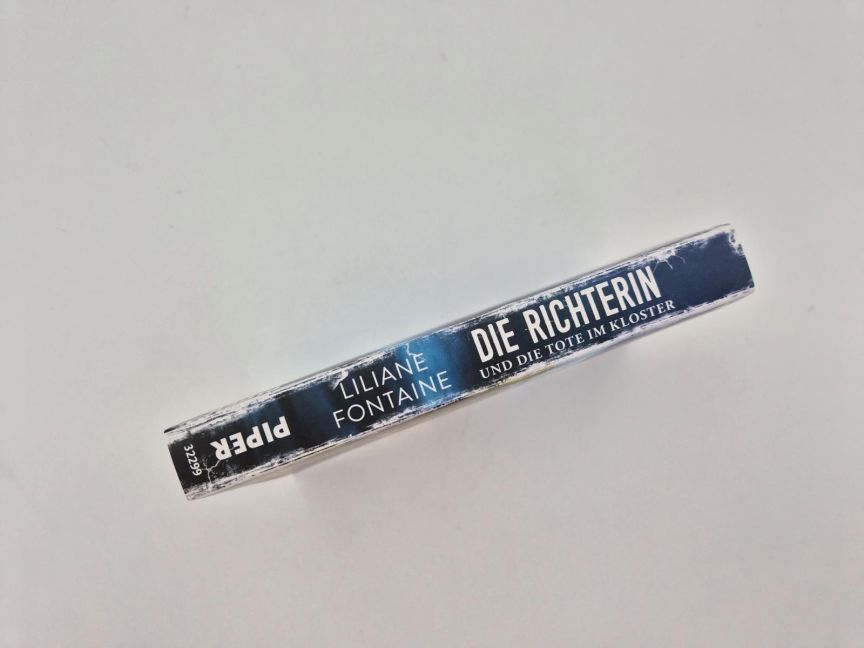 DIE RICHTERIN
UND DIE TOTE IM KLOSTER
LILIANE
FONTAINE
PIPER
32299